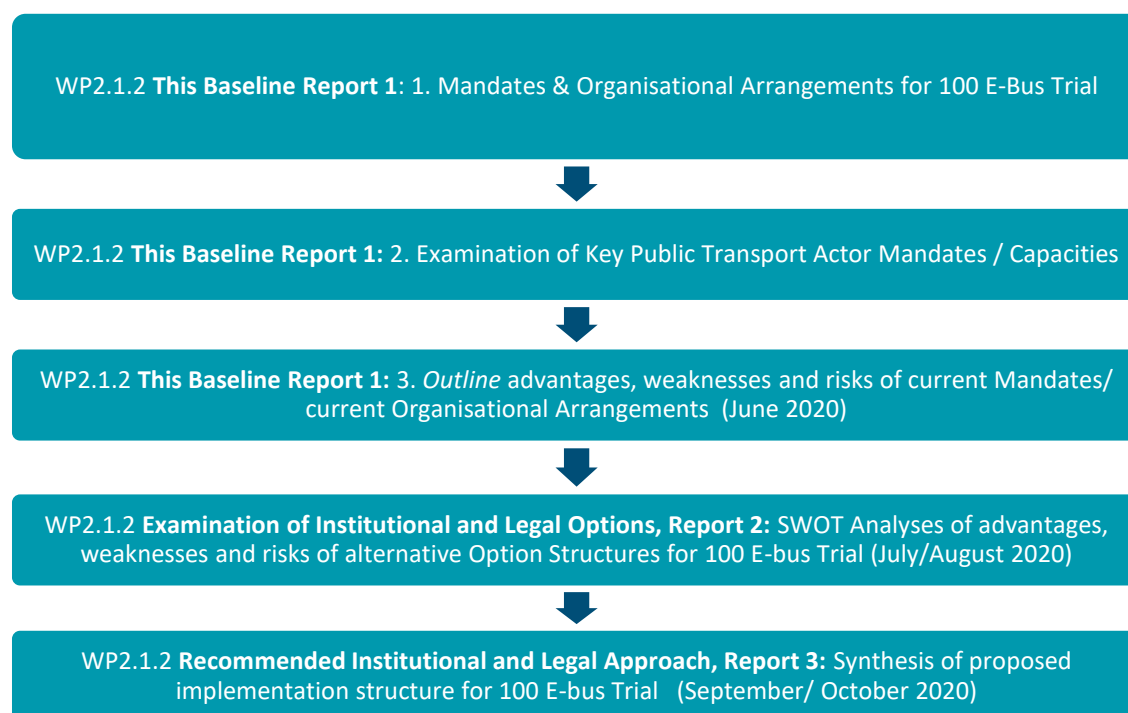 WP2.1.2 This Baseline Report 1: 1. Mandates & Organisational Arrangements for 100 E-Bus Trial
WP2.1.2 This Baseline Report 1: 2. Examination of Key Public Transport Actor Mandates / Capacities
WP2.1.2 This Baseline Report 1: 3. Outline advantages, weaknesses and risks of current Mandates/
current Organisational Arrangements (June 2020)
WP2.1.2 Examination of Institutional and Legal Options, Report 2: SWOT Analyses of advantages,
weaknesses and risks of alternative Option Structures for 100 E-bus Trial (July/August 2020)
WP2.1.2 Recommended Institutional and Legal Approach, Report 3: Synthesis of proposed
implementation structure for 100 E-bus Trial (September/ October 2020)